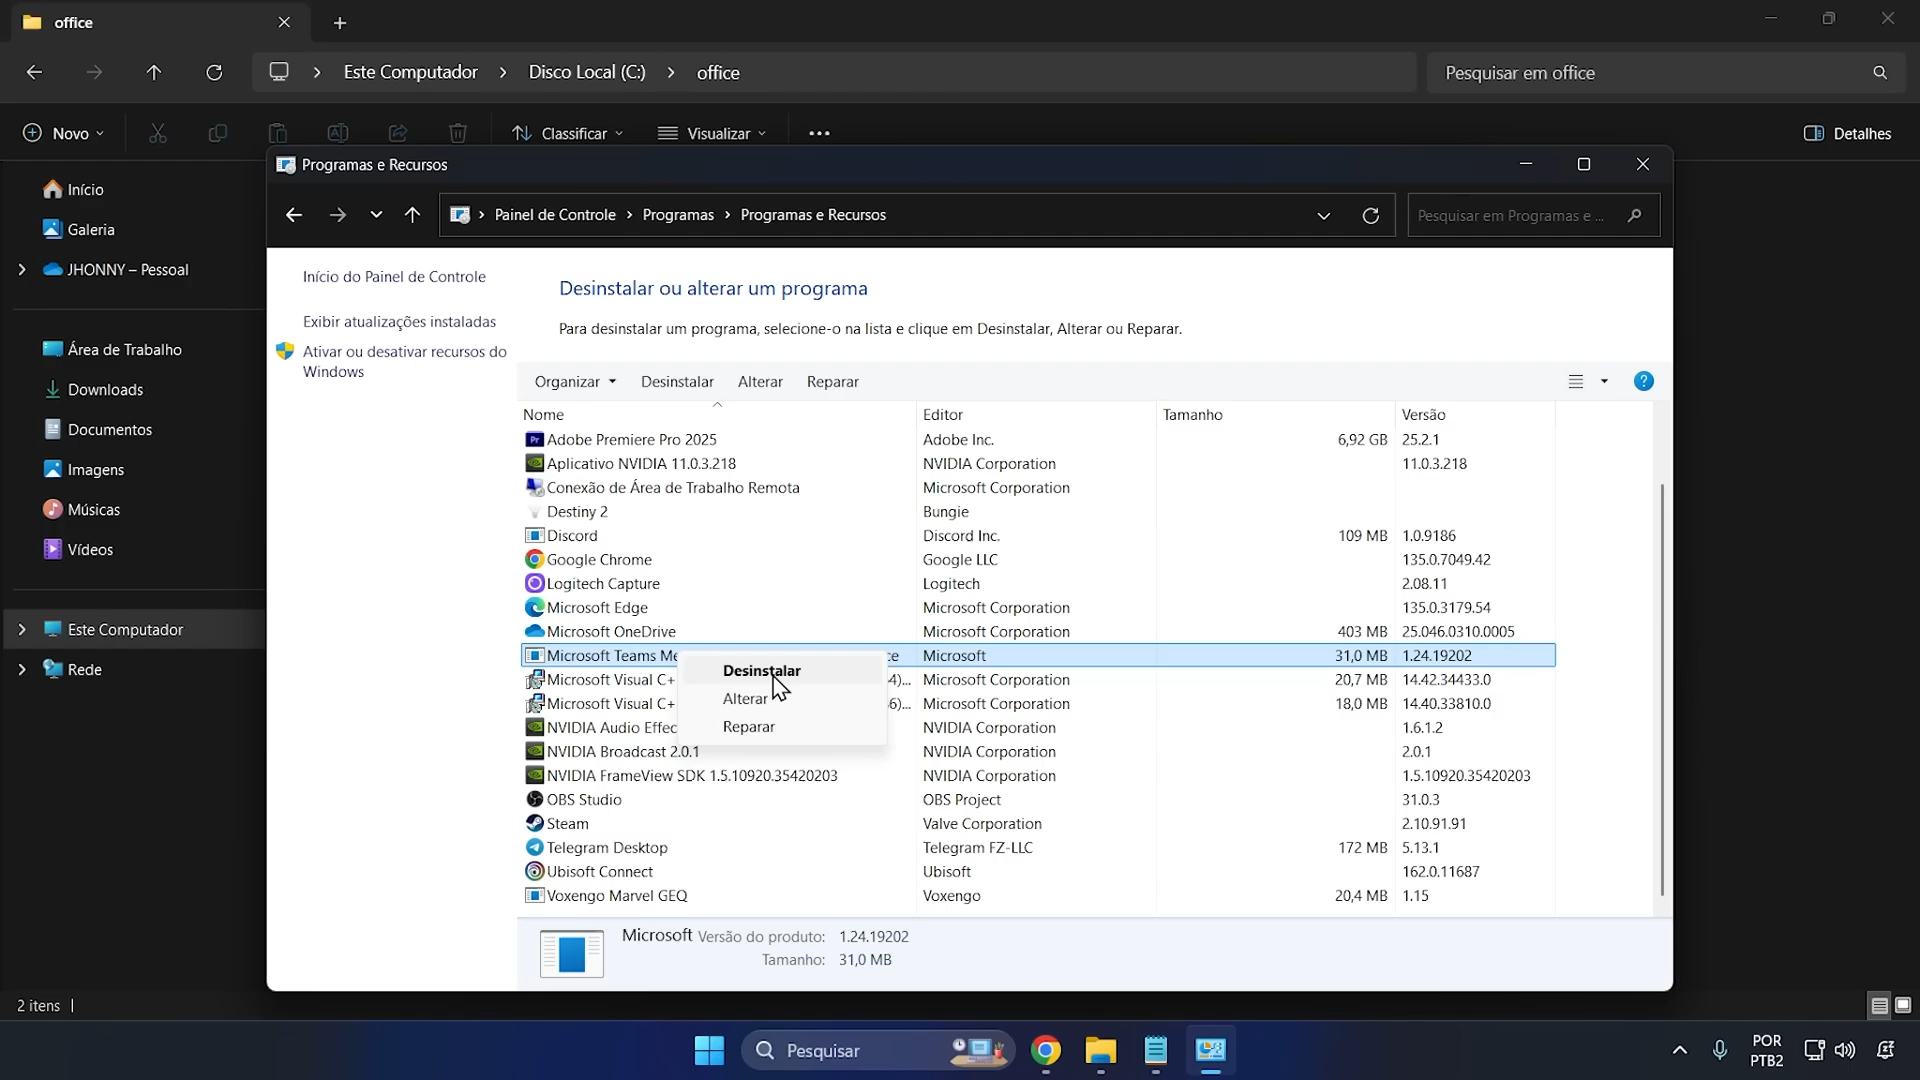 office
Este Computador
Disco Local (C:)
office
Pesquisar em office
Novo
Classificar
Visualizar
Detalhes
Início
Galeria
JHONNY – Pessoal
Área de Trabalho
Downloads
Documentos
Imagens
Músicas
Vídeos
Este Computador
Rede
2 itens
Programas e Recursos
Painel de Controle
Programas
Programas e Recursos
Pesquisar em Programas e ...
Início do Painel de Controle
Exibir atualizações instaladas
Ativar ou desativar recursos do
Windows
Desinstalar ou alterar um programa
Para desinstalar um programa, selecione-o na lista e clique em Desinstalar, Alterar ou Reparar.
Organizar Desinstalar Alterar Reparar
Nome Editor Tamanho Versão
Adobe Premiere Pro 2025 Adobe Inc. 6,92 GB 25.2.1
Aplicativo NVIDIA 11.0.3.218 NVIDIA Corporation 11.0.3.218
Conexão de Área de Trabalho Remota Microsoft Corporation
Destiny 2 Bungie
Discord Discord Inc. 109 MB 1.0.9186
Google Chrome Google LLC 135.0.7049.42
Logitech Capture Logitech 2.08.11
Microsoft Edge Microsoft Corporation 135.0.3179.54
Microsoft OneDrive Microsoft Corporation 403 MB 25.046.0310.0005
Microsoft Teams Me ce Microsoft 31,0 MB 1.24.19202
Microsoft Visual C+ 4)... Microsoft Corporation 20,7 MB 14.42.34433.0
Microsoft Visual C+ 6)... Microsoft Corporation 18,0 MB 14.40.33810.0
NVIDIA Audio Effec NVIDIA Corporation 1.6.1.2
NVIDIA Broadcast 2.0.1 NVIDIA Corporation 2.0.1
NVIDIA FrameView SDK 1.5.10920.35420203 NVIDIA Corporation 1.5.10920.35420203
OBS Studio OBS Project 31.0.3
Steam Valve Corporation 2.10.91.91
Telegram Desktop Telegram FZ-LLC 172 MB 5.13.1
Ubisoft Connect Ubisoft 162.0.11687
Voxengo Marvel GEQ Voxengo 20,4 MB 1.15
Desinstalar
Alterar
Reparar
Microsoft Versão do produto: 1.24.19202
Tamanho: 31,0 MB
Pesquisar
POR
PTB2